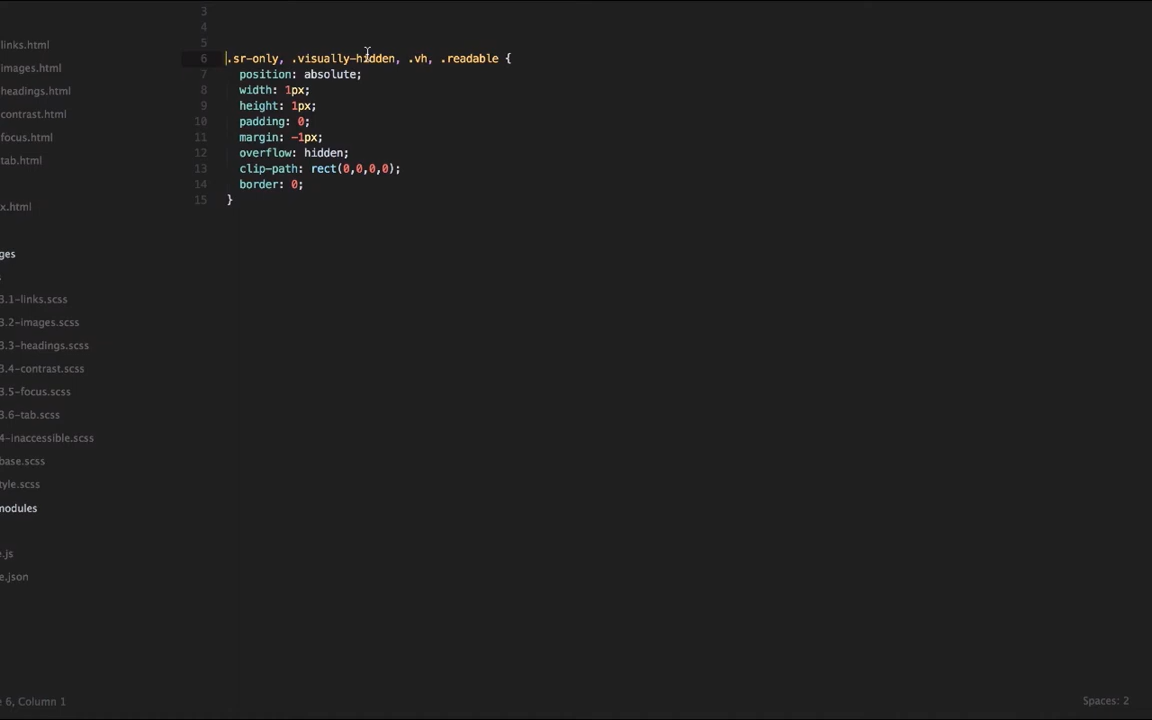 3
4
5
6 .sr-only, .visually-hidden, .vh, .readable {
7 position: absolute;
8 width: 1px;
9 height: 1px;
10 padding: 0;
11 margin: -1px;
12 overflow: hidden;
13 clip-path: rect(0,0,0,0);
14 border: 0;
15 }
links.html
images.html
headings.html
contrast.html
focus.html
tab.html
x.html
ges
s
3.1-links.scss
3.2-images.scss
3.3-headings.scss
3.4-contrast.scss
3.5-focus.scss
3.6-tab.scss
4-inaccessible.scss
base.scss
tyle.scss
modules
e.js
e.json
e 6, Column 1
Spaces: 2